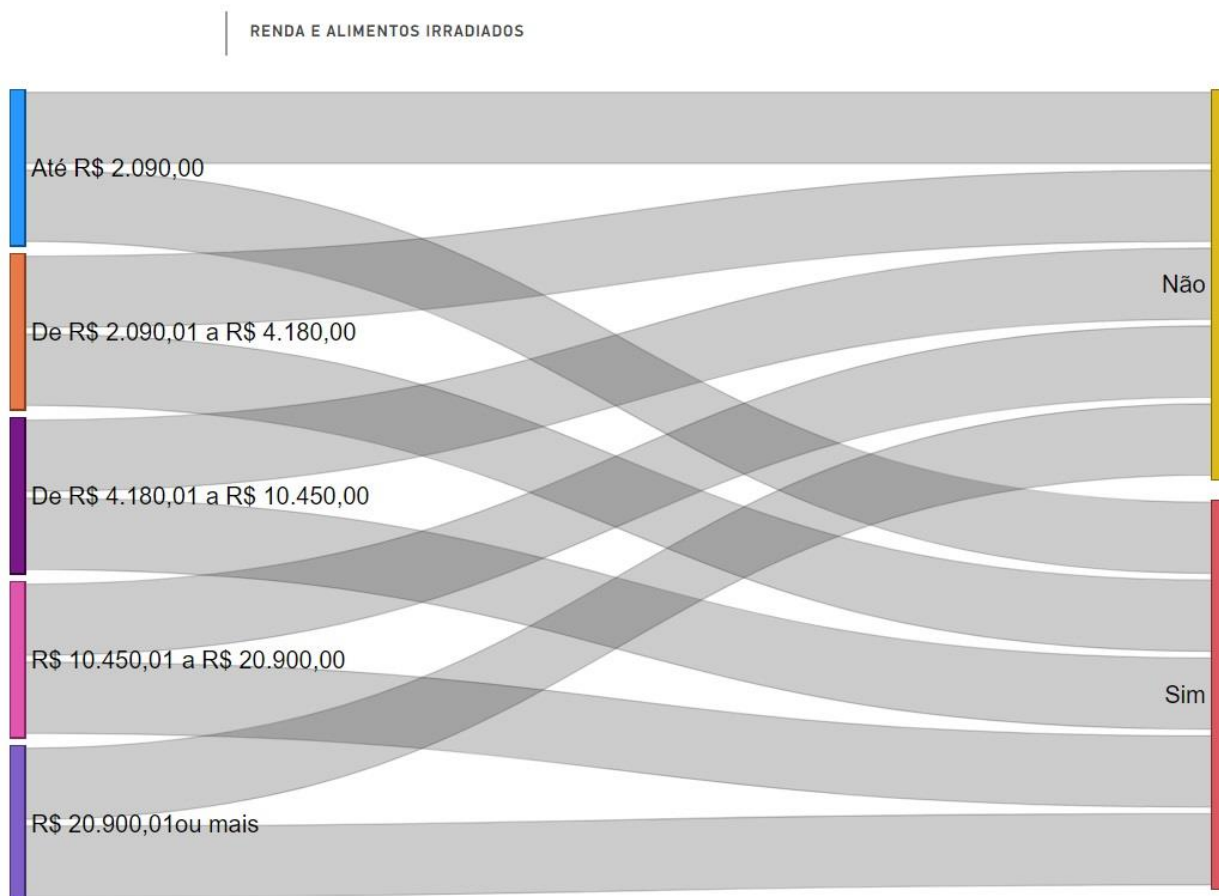 RENDA E ALIMENTOS IRRADIADOS
Até R$ 2.090,00
De R$ 2.090,01 a R$ 4.180,00
De R$ 4.180,01 a R$ 10.450,00
R$ 10.450,01 a R$ 20.900,00
R$ 20.900,01ou mais
Não
Sim